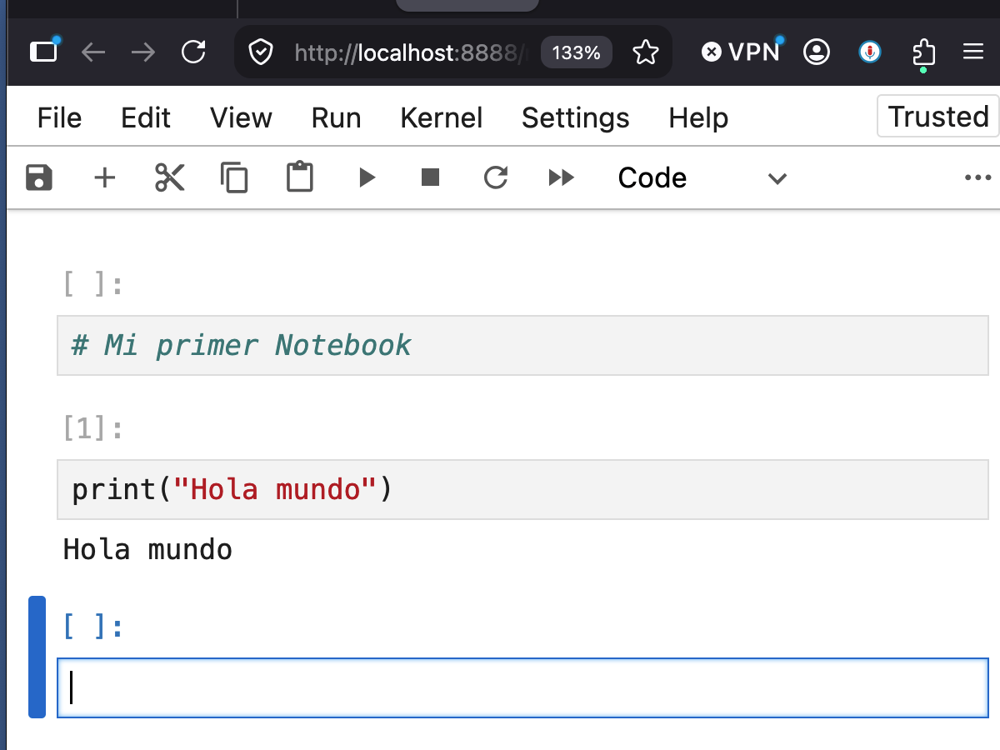 http://localhost:8888/
133%
VPN
File Edit View Run Kernel Settings Help Trusted
Code
[ ]:
# Mi primer Notebook
[1]:
print("Hola mundo")
Hola mundo
[ ]: